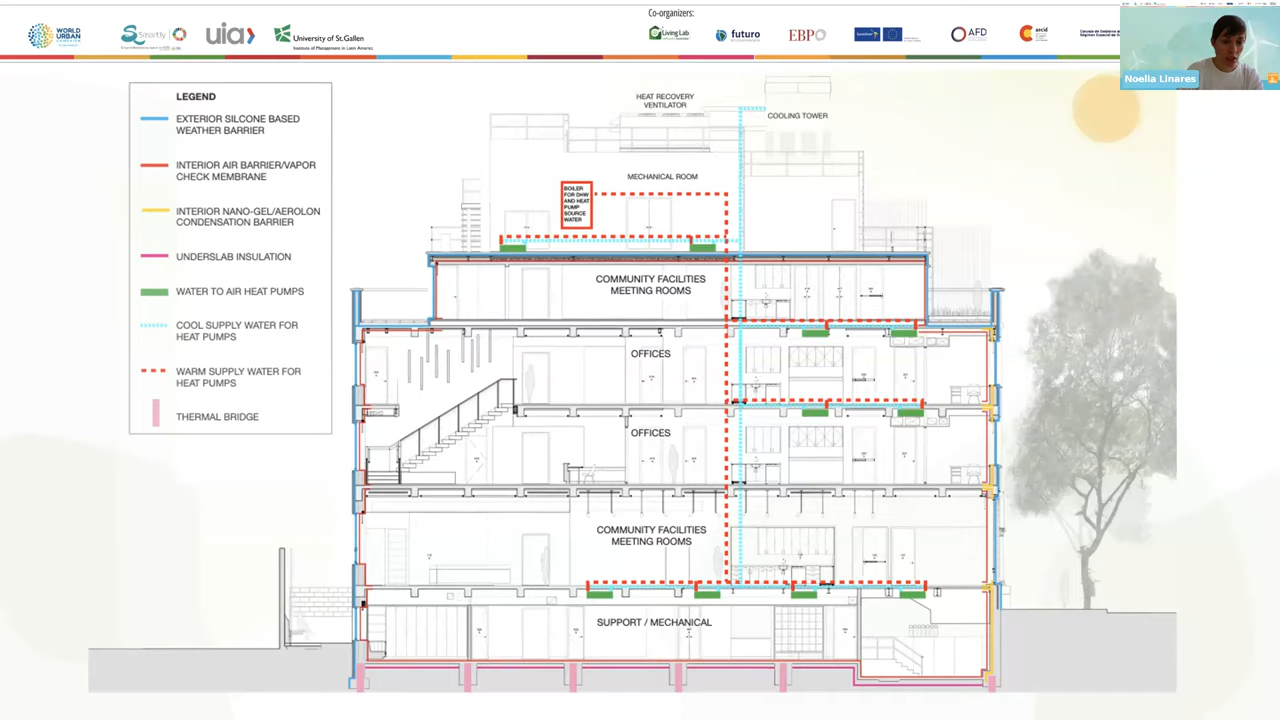 Co-organizers:
WORLD
URBAN
CAMPAIGN
Smartly
uia
University of St.Gallen
Institute of Management in Latin America
Living Lab
futuro
EBP
AFD
aecid
Noelia Linares
LEGEND
EXTERIOR SILCONE BASED
WEATHER BARRIER
INTERIOR AIR BARRIER/VAPOR
CHECK MEMBRANE
INTERIOR NANO-GEL/AEROLON
CONDENSATION BARRIER
UNDERSLAB INSULATION
WATER TO AIR HEAT PUMPS
COOL SUPPLY WATER FOR
HEAT PUMPS
WARM SUPPLY WATER FOR
HEAT PUMPS
THERMAL BRIDGE
HEAT RECOVERY
VENTILATOR
COOLING TOWER
MECHANICAL ROOM
BOILER
FOR DHW
AND HEAT
PUMP
SOURCE
WATER
COMMUNITY FACILITIES
MEETING ROOMS
OFFICES
OFFICES
COMMUNITY FACILITIES
MEETING ROOMS
SUPPORT / MECHANICAL